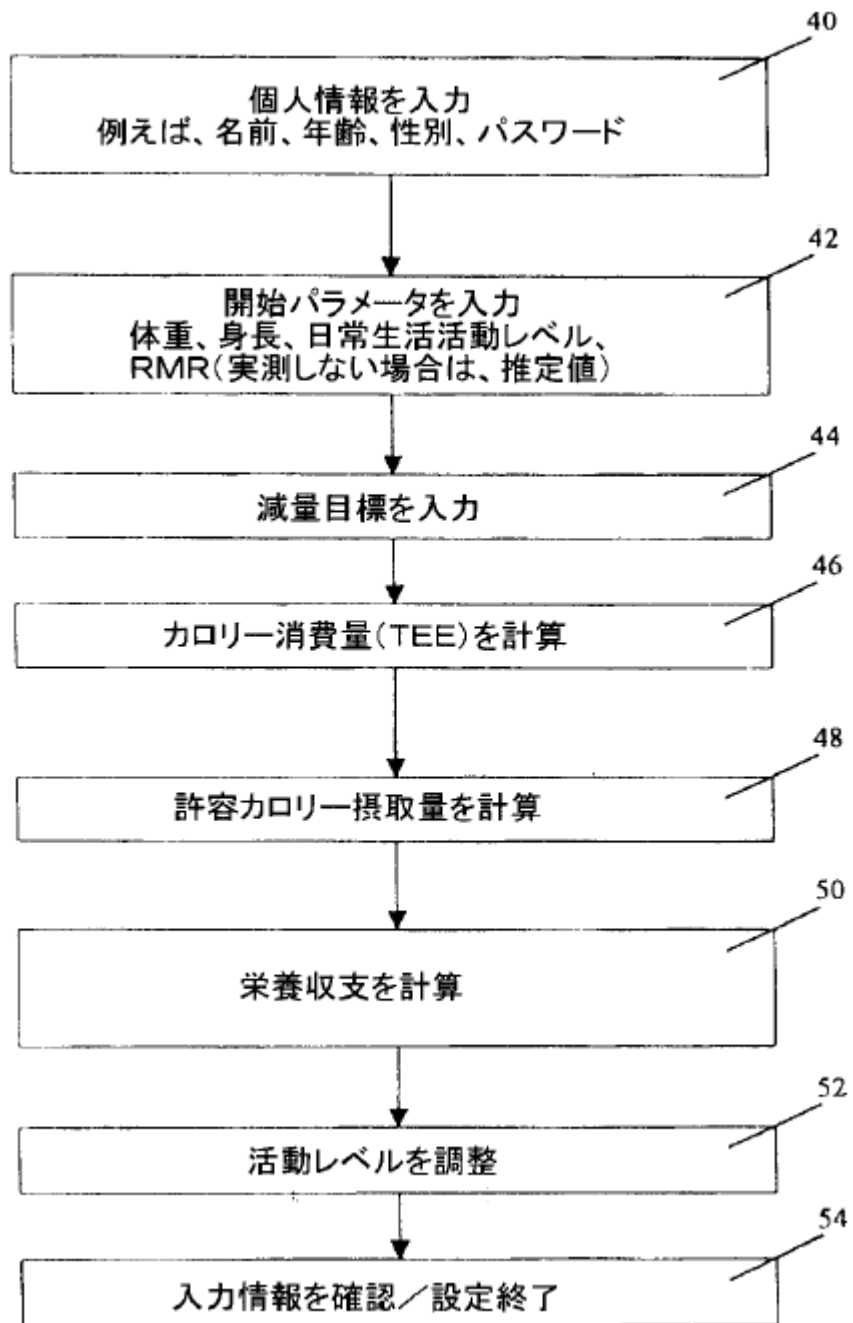 40
個人情報を入力
例えば、名前、年齢、性別、パスワード
42
開始パラメータを入力
体重、身長、日常生活活動レベル、
RMR(実測しない場合は、推定値)
44
減量目標を入力
46
カロリー消費量(TEE)を計算
48
許容カロリー摂取量を計算
50
栄養収支を計算
52
活動レベルを調整
54
入力情報を確認/設定終了